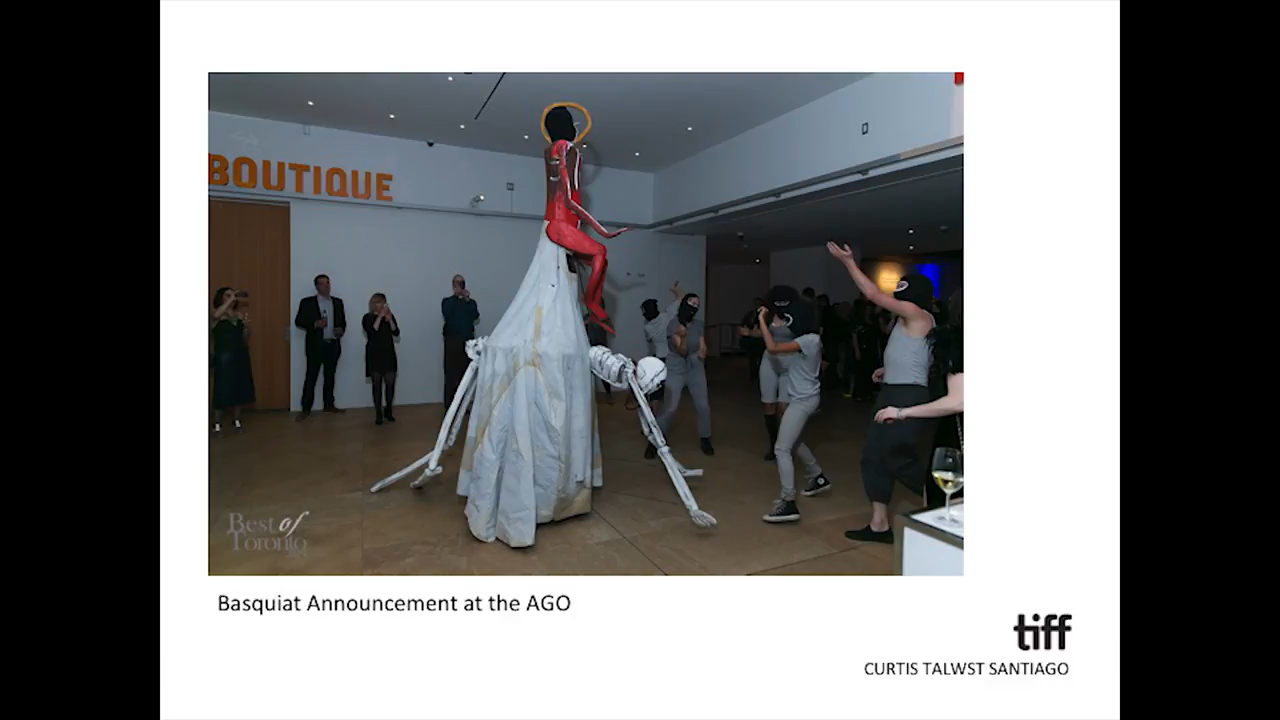 BOUTIQUE
Best of
Toronto
Basquiat Announcement at the AGO
tiff
CURTIS TALWST SANTIAGO